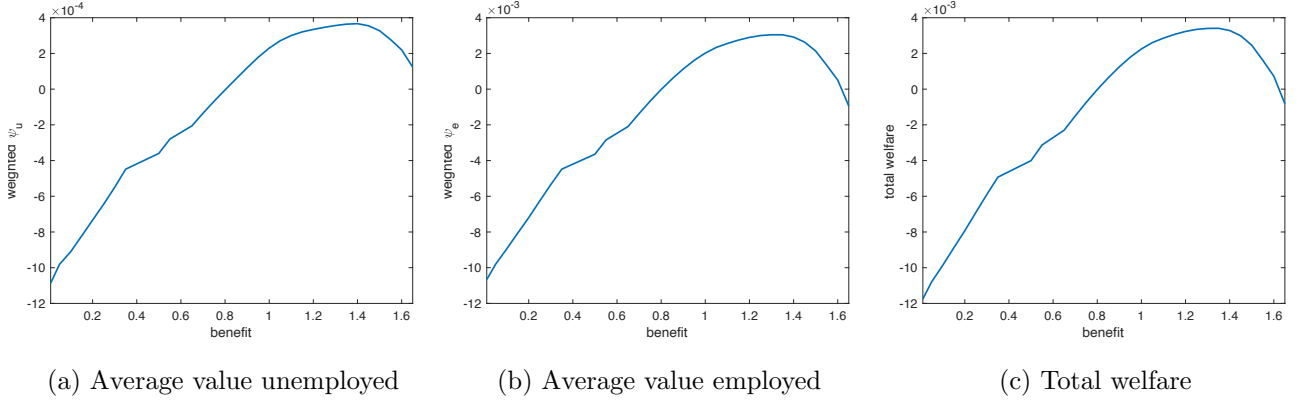 ×10⁻⁴
4
2
0
-2
-4
-6
-8
-10
-12
weighted ψ_u
0.2 0.4 0.6 0.8 1 1.2 1.4 1.6
benefit
(a) Average value unemployed
×10⁻³
4
2
0
-2
-4
-6
-8
-10
-12
weighted ψ_e
0.2 0.4 0.6 0.8 1 1.2 1.4 1.6
benefit
(b) Average value employed
×10⁻³
4
2
0
-2
-4
-6
-8
-10
-12
total welfare
0.2 0.4 0.6 0.8 1 1.2 1.4 1.6
benefit
(c) Total welfare